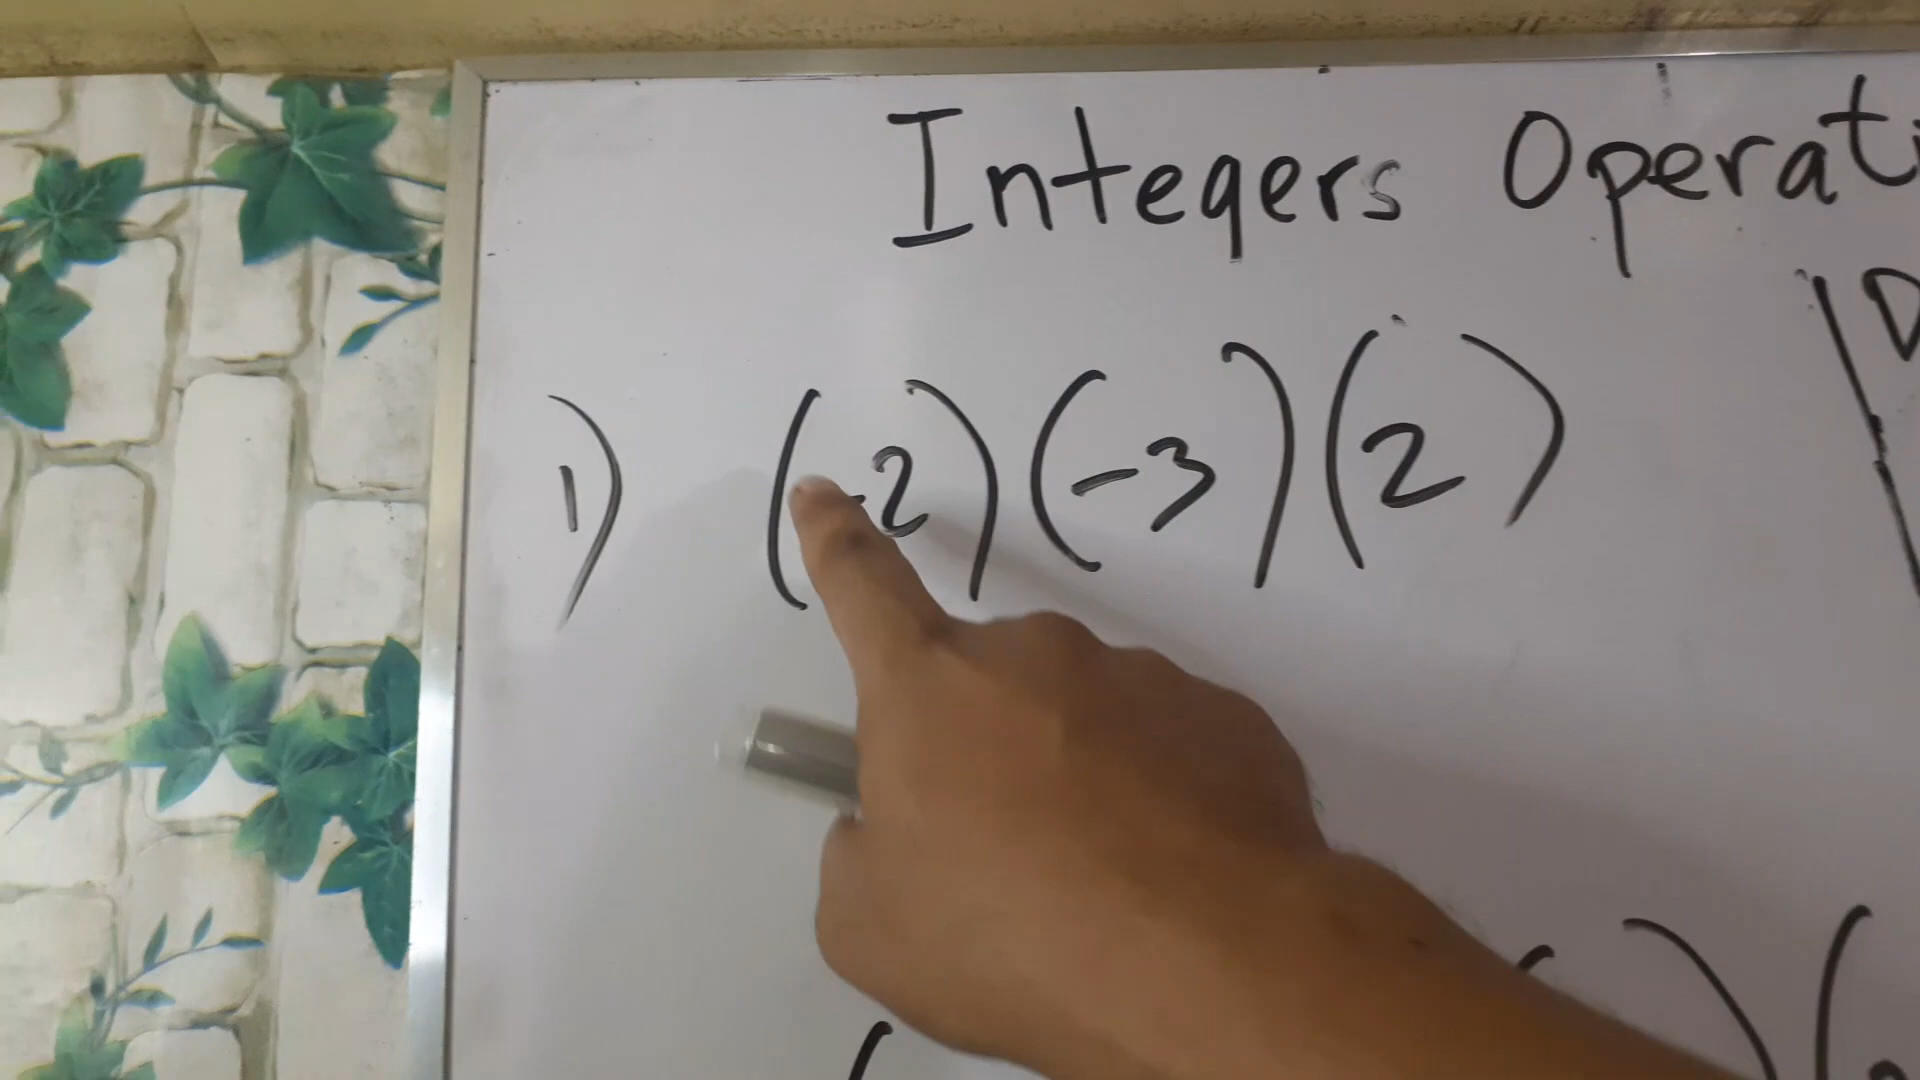 Integers Operati
1) (-2)(-3)(2)